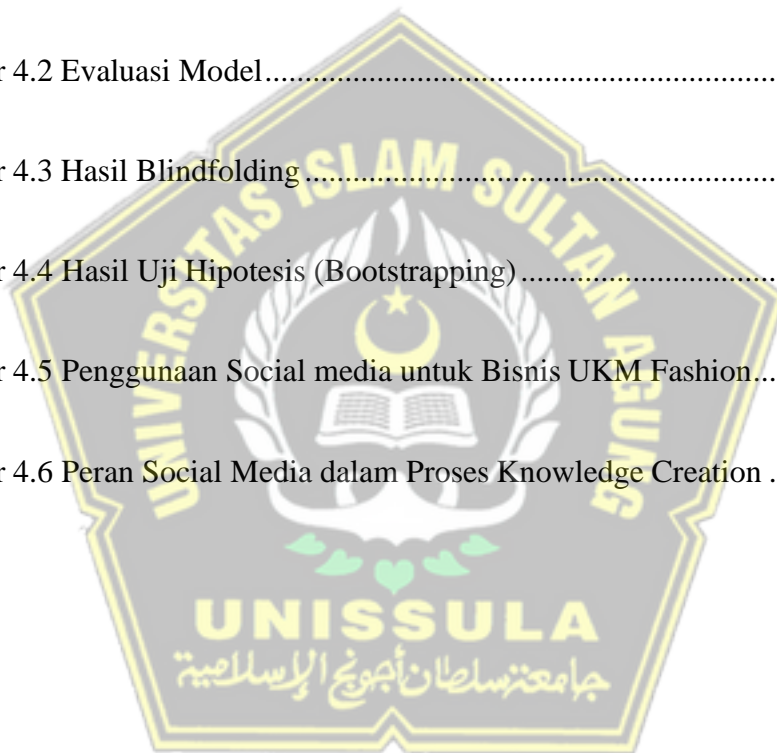 r 4.2 Evaluasi Model........................................................................
r 4.3 Hasil Blindfolding..................................................................
r 4.4 Hasil Uji Hipotesis (Bootstrapping)....................................
r 4.5 Penggunaan Social media untuk Bisnis UKM Fashion...
r 4.6 Peran Social Media dalam Proses Knowledge Creation .
UNIVERSITAS ISLAM SULTAN AGUNG
UNISSULA
جامعة سلطان أجونج الإسلامية